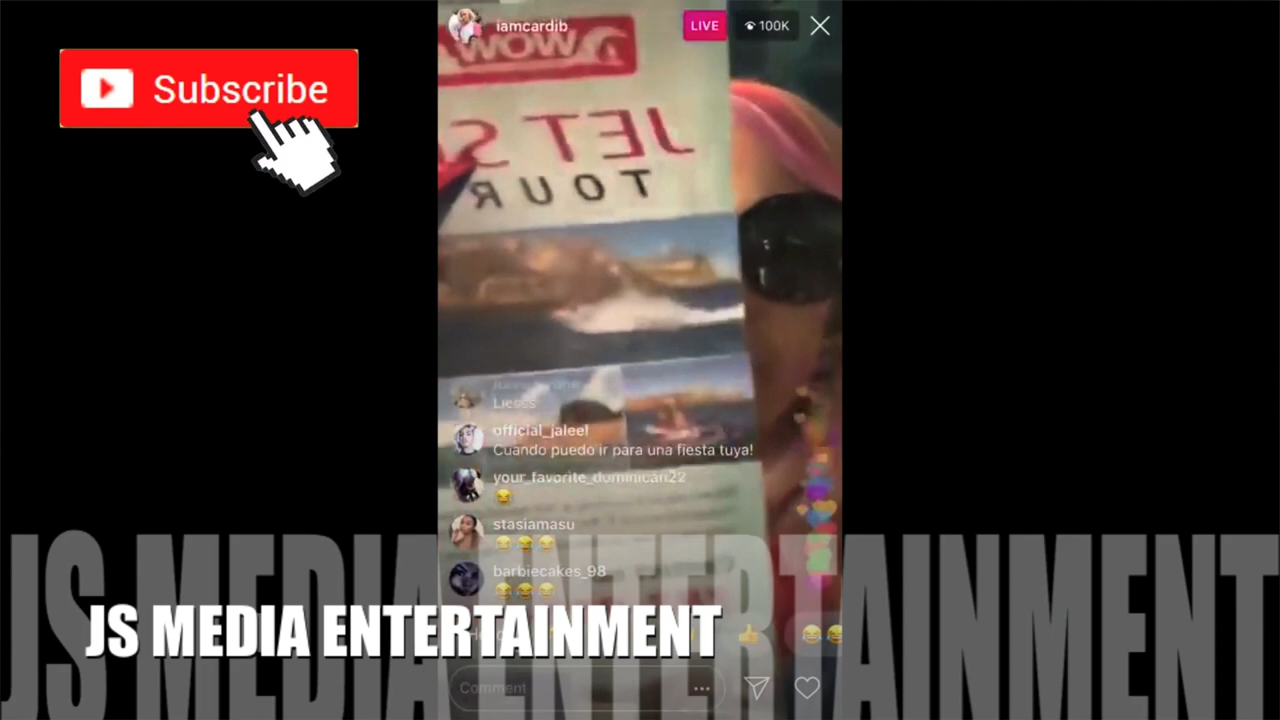 iamcardib
LIVE
100K
Subscribe
WOW
JET S
TOUR
Liesss
official_jaleel
Cuando puedo ir para una fiesta tuya!
your_favorite_dominican22
😂
stasiamasu
😂😂😂
barbiecakes_98
😂😂😂
JS MEDIA ENTERTAINMENT
JS MEDIA ENTERTAINMENT
Comment